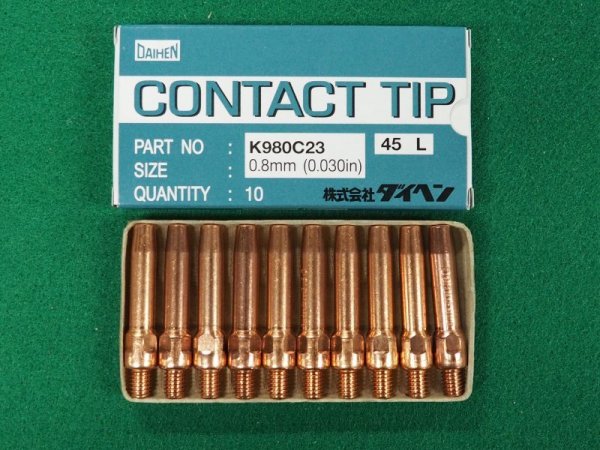 DAIHEN
CONTACT TIP
PART NO : K980C23 45 L
SIZE : 0.8mm (0.030in)
QUANTITY : 10 株式会社 ダイヘン